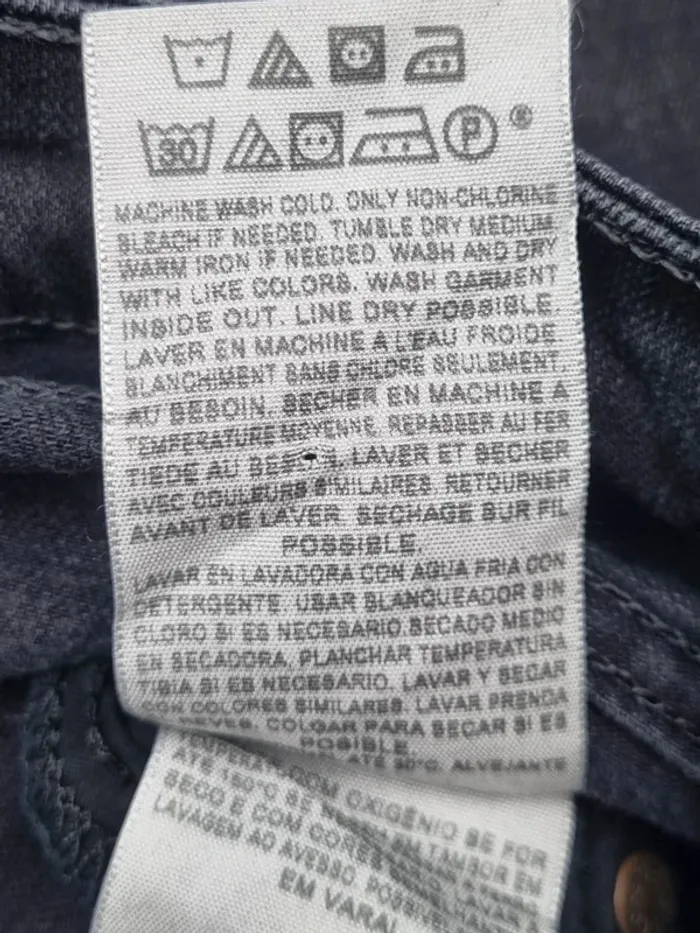 30 P ®
MACHINE WASH COLD. ONLY NON-CHLORINE
BLEACH IF NEEDED. TUMBLE DRY MEDIUM.
WARM IRON IF NEEDED. WASH AND DRY
WITH LIKE COLORS. WASH GARMENT
INSIDE OUT. LINE DRY POSSIBLE.
LAVER EN MACHINE A L'EAU FROIDE
BLANCHIMENT SANS CHLORE SEULEMENT,
AU BESOIN. SECHER EN MACHINE A
TEMPERATURE MOYENNE. REPASSER AU FER
TIEDE AU BESOIN. LAVER ET SECHER
AVEC COULEURS SIMILAIRES. RETOURNER
AVANT DE LAVER. SECHAGE SUR FIL
POSSIBLE.
LAVAR EN LAVADORA CON AGUA FRIA CON
DETERGENTE. USAR BLANQUEADOR SIN
CLORO SI ES NECESARIO.SECADO MEDIO
EN SECADORA, PLANCHAR TEMPERATURA
TIBIA SI ES NECESARIO. LAVAR Y SECAR
CON COLORES SIMILARES. LAVAR PRENDA
REVES. COLGAR PARA SECAR SI ES
POSIBLE.
ATE 30°C. ALVEJANTE
COM OXIGÊNIO SE FOR
ATÉ 150°C SE TAMBOR EM
SECO E COM CORES
LAVAGEM AO AVESSO.
EM VARAL